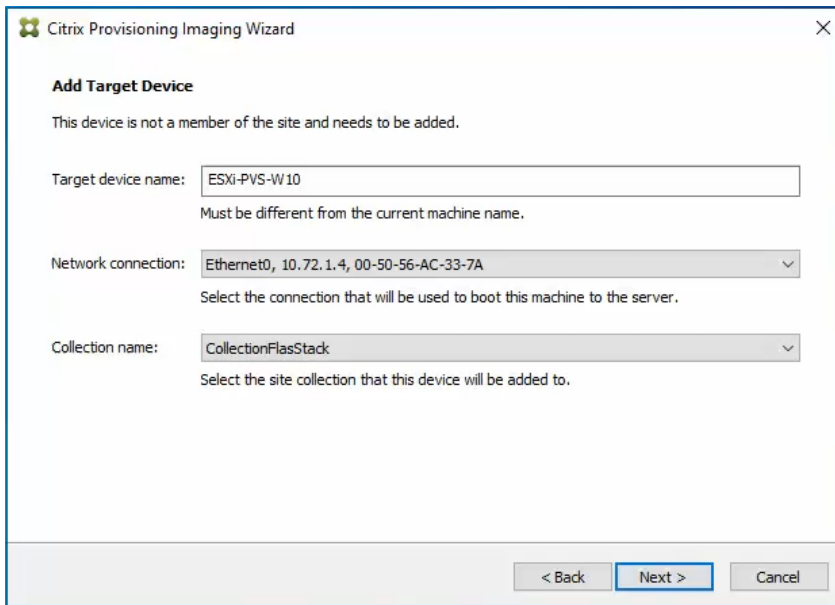 Citrix Provisioning Imaging Wizard
Add Target Device
This device is not a member of the site and needs to be added.
Target device name: ESXi-PVS-W10
Must be different from the current machine name.
Network connection: Ethernet0, 10.72.1.4, 00-50-56-AC-33-7A
Select the connection that will be used to boot this machine to the server.
Collection name: CollectionFlasStack
Select the site collection that this device will be added to.
< Back Next > Cancel